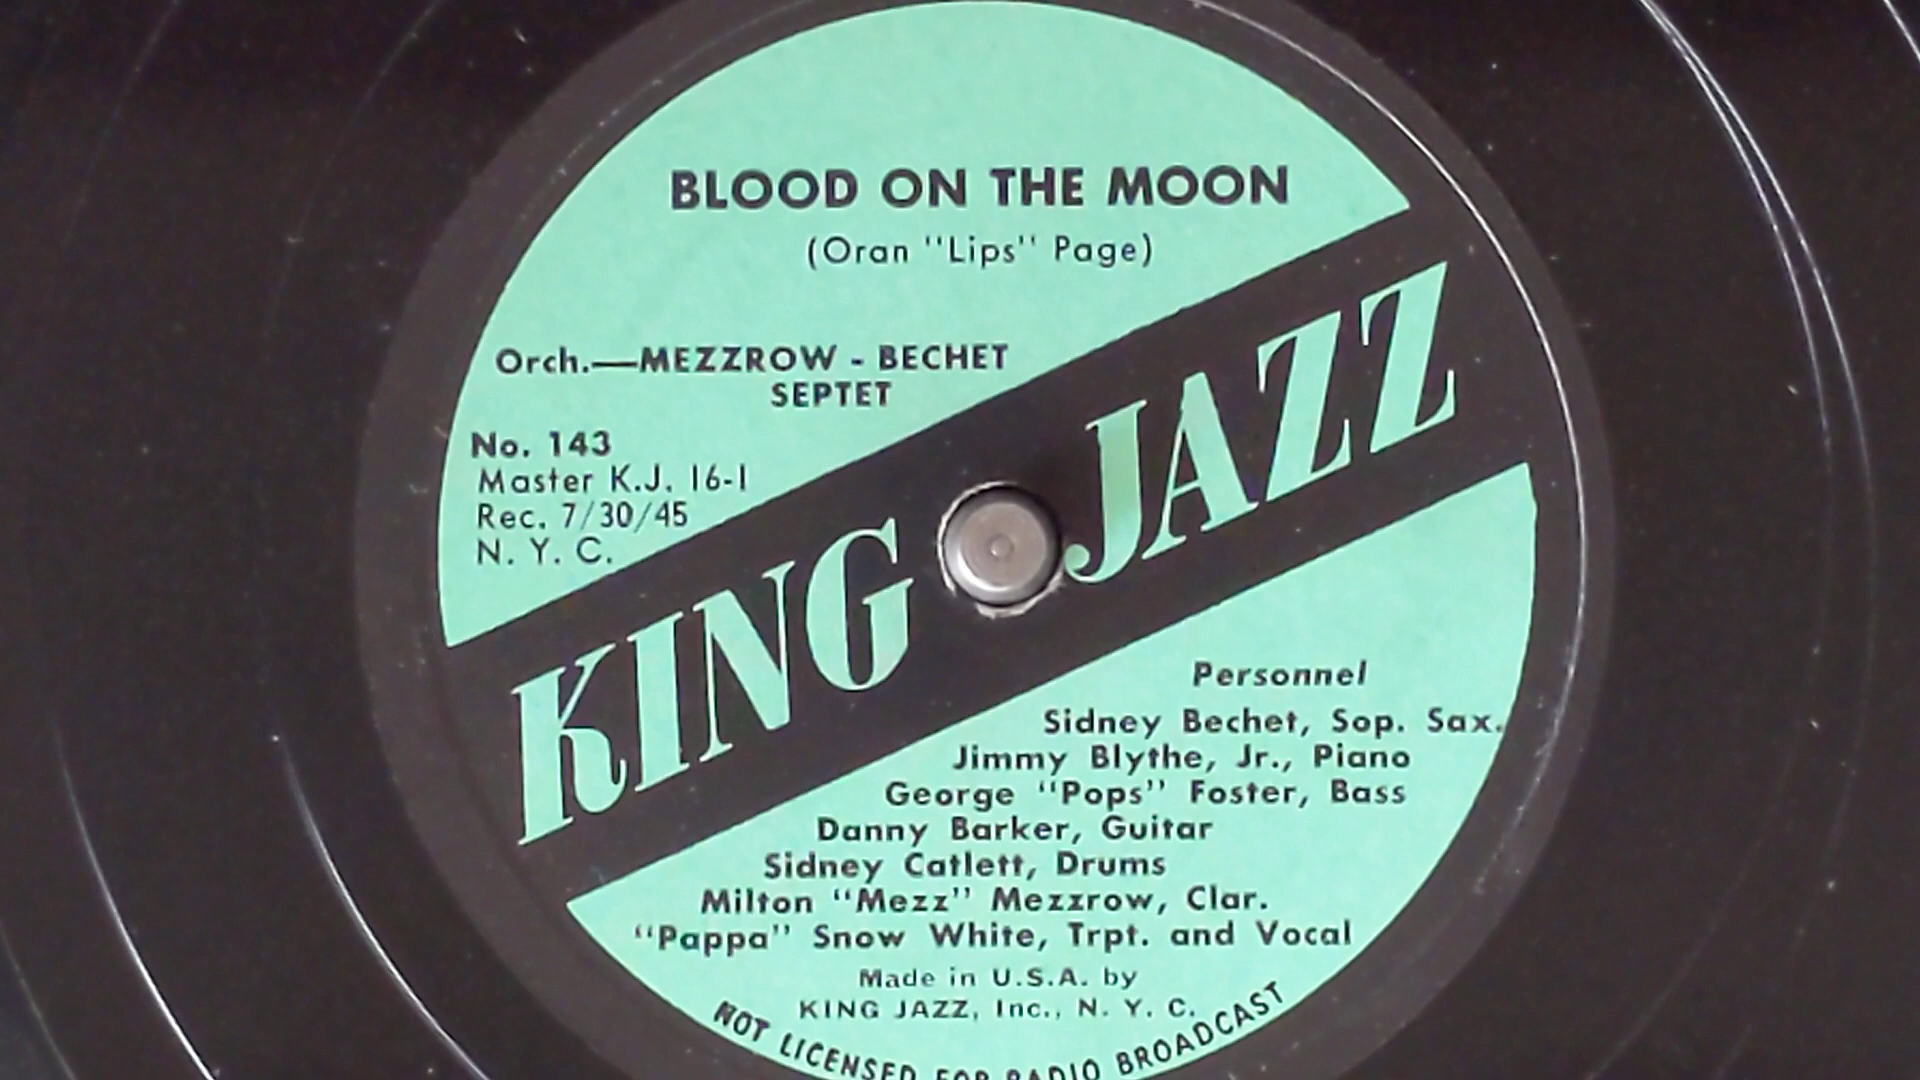 BLOOD ON THE MOON
(Oran "Lips" Page)
Orch.—MEZZROW - BECHET
SEPTET
No. 143
Master K.J. 16-1
Rec. 7/30/45
N. Y. C.
KING JAZZ
Personnel
Sidney Bechet, Sop. Sax.
Jimmy Blythe, Jr., Piano
George "Pops" Foster, Bass
Danny Barker, Guitar
Sidney Catlett, Drums
Milton "Mezz" Mezzrow, Clar.
"Pappa" Snow White, Trpt. and Vocal
Made in U.S.A. by
KING JAZZ, Inc., N. Y. C.
NOT LICENSED FOR RADIO BROADCAST